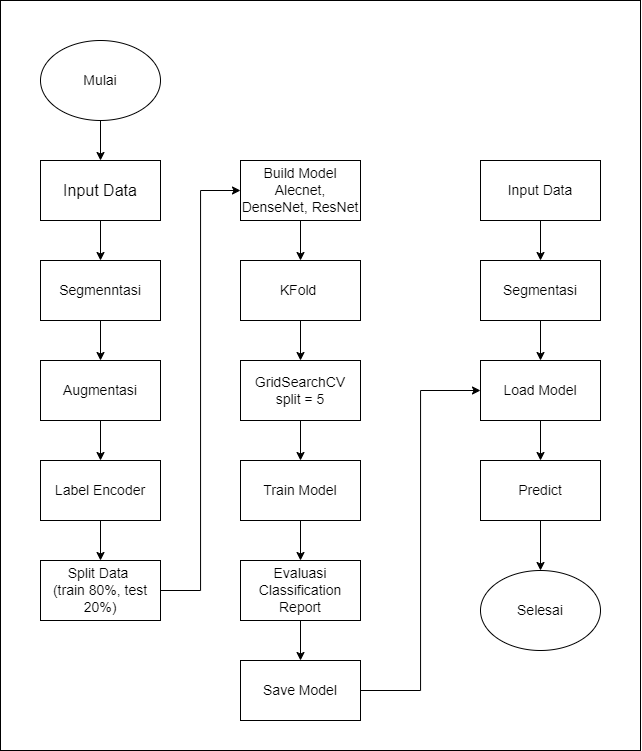 Mulai
Input Data
Segmenntasi
Augmentasi
Label Encoder
Split Data
(train 80%, test
20%)
Build Model
Alecnet,
DenseNet, ResNet
KFold
GridSearchCV
split = 5
Train Model
Evaluasi
Classification
Report
Save Model
Input Data
Segmentasi
Load Model
Predict
Selesai